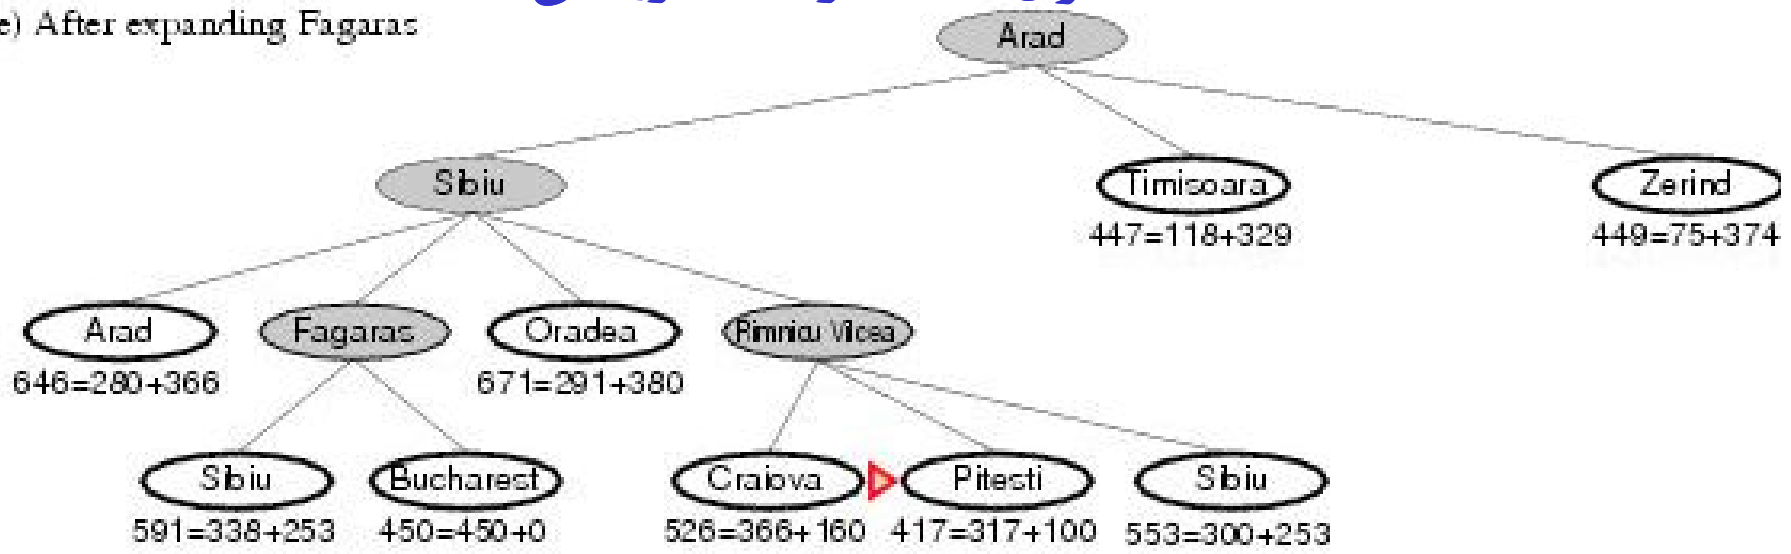 e) After expanding Fagaras
Arad
Sibiu
Timisoara
Zerind
447=118+329
449=75+374
Arad
Fagaras
Oradea
Rimnicu Vilcea
646=280+366
671=291+380
Sibiu
Bucharest
Craiova
Pitesti
Sibiu
591=338+253
450=450+0
526=366+160
417=317+100
553=300+253